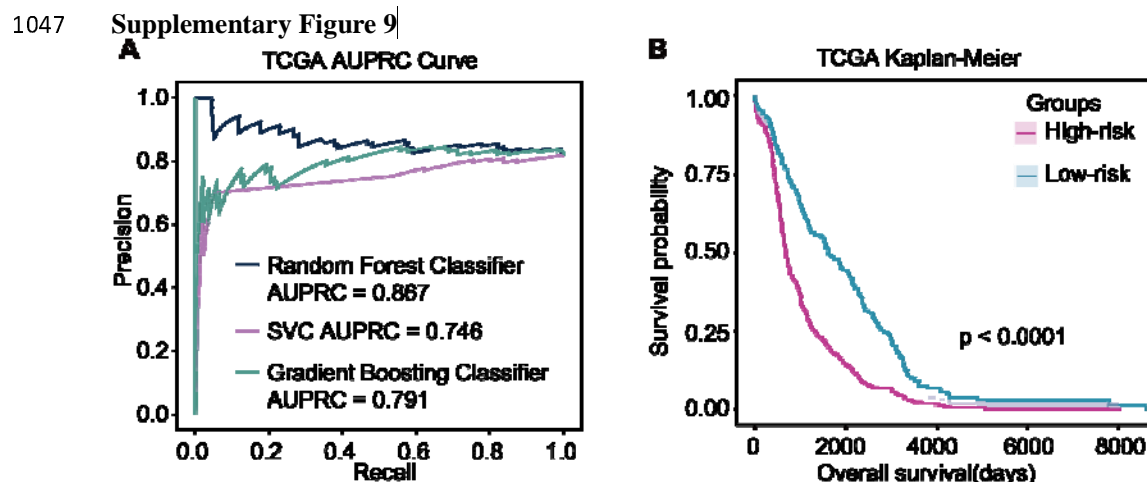 1047 Supplementary Figure 9
A
TCGA AUPRC Curve
Precision
1.0
0.8
0.6
0.4
0.2
0.0
Random Forest Classifier
AUPRC = 0.867
SVC AUPRC = 0.746
Gradient Boosting Classifier
AUPRC = 0.791
0.0 0.2 0.4 0.6 0.8 1.0
Recall
B
TCGA Kaplan-Meier
Survival probability
1.00
0.75
0.50
0.25
0.00
Groups
High-risk
Low-risk
p < 0.0001
0 2000 4000 6000 8000
Overall survival(days)